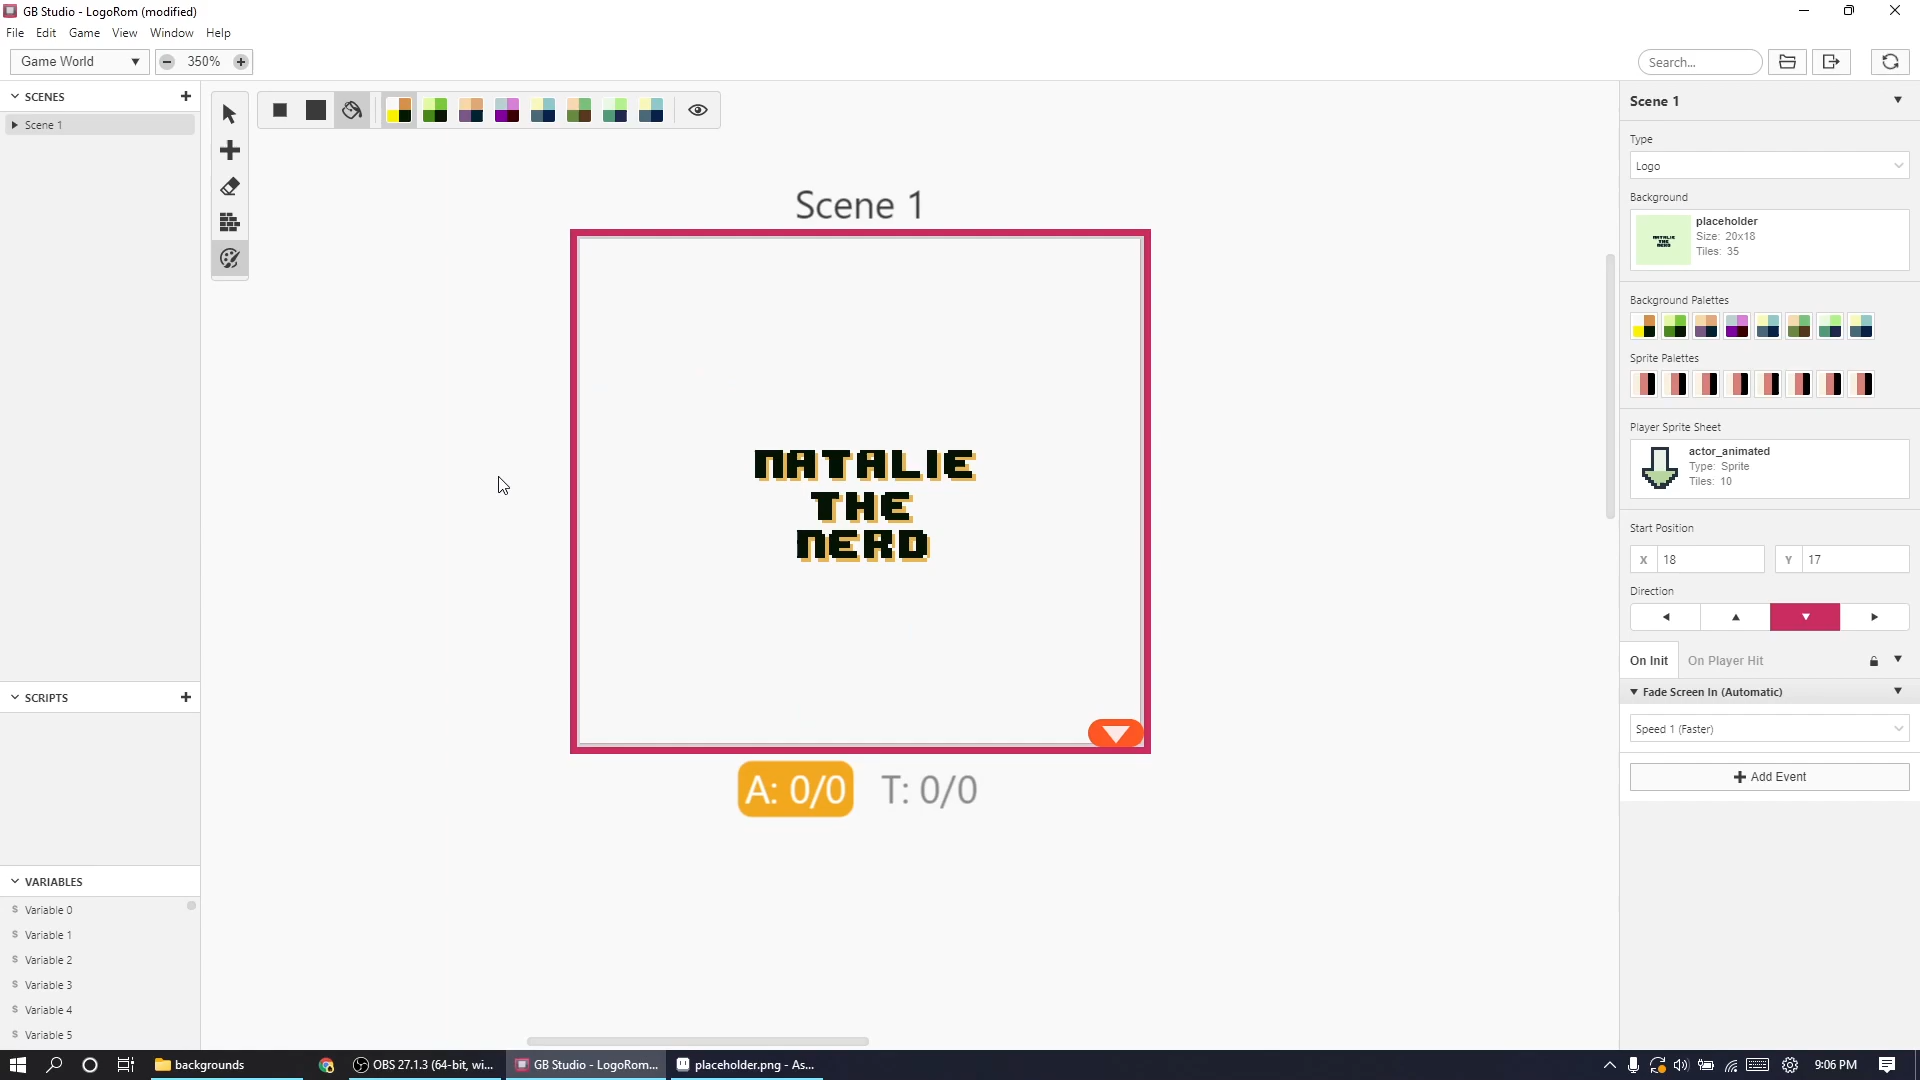 GB Studio - LogoRom (modified)
File Edit Game View Window Help
Game World
350%
Search...
SCENES
Scene 1
SCRIPTS
VARIABLES
$ Variable 0
$ Variable 1
$ Variable 2
$ Variable 3
$ Variable 4
$ Variable 5
Scene 1
NATALIE
THE
NERD
A: 0/0 T: 0/0
Scene 1
Type
Logo
Background
NATALIE
THE
NERD
placeholder
Size: 20x18
Tiles: 35
Background Palettes
Sprite Palettes
Player Sprite Sheet
actor_animated
Type: Sprite
Tiles: 10
Start Position
X 18 Y 17
Direction
On Init On Player Hit
Fade Screen In (Automatic)
Speed 1 (Faster)
Add Event
backgrounds
OBS 27.1.3 (64-bit, wi...
GB Studio - LogoRom...
placeholder.png - As...
9:06 PM